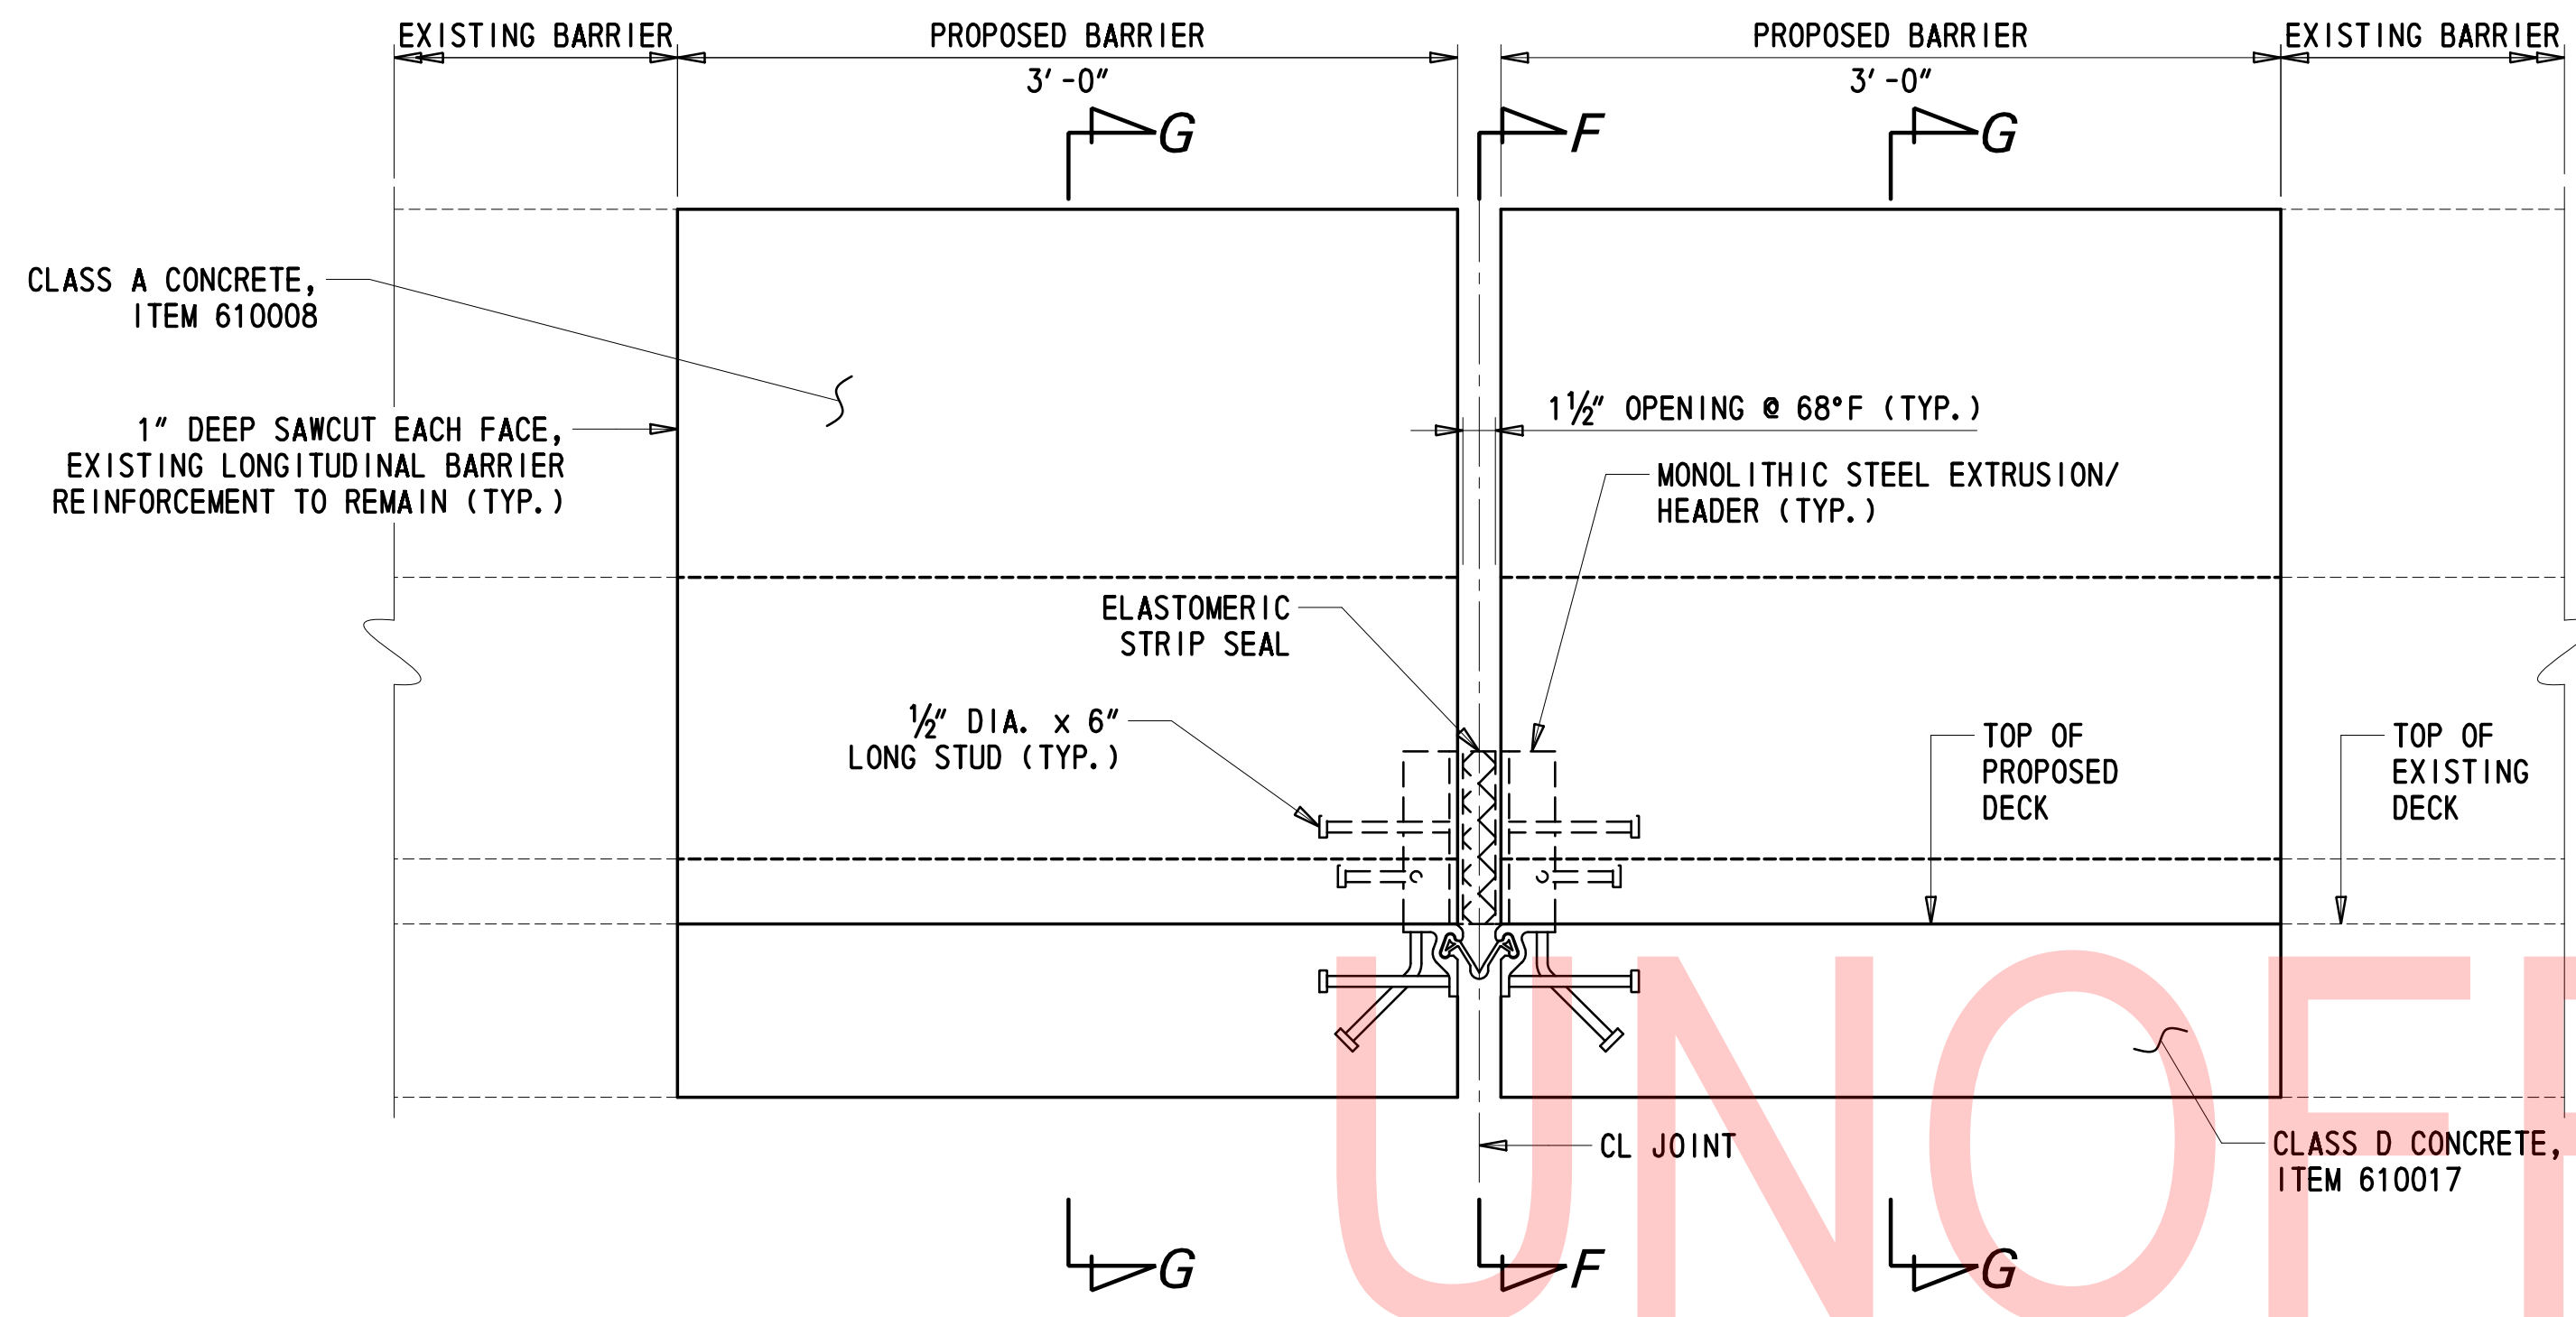 EXISTING BARRIER
PROPOSED BARRIER
PROPOSED BARRIER
EXISTING BARRIER
3'-0"
3'-0"
G
F
G
CLASS A CONCRETE,
ITEM 610008
1" DEEP SAWCUT EACH FACE,
EXISTING LONGITUDINAL BARRIER
REINFORCEMENT TO REMAIN (TYP.)
1½" OPENING @ 68°F (TYP.)
MONOLITHIC STEEL EXTRUSION/
HEADER (TYP.)
ELASTOMERIC
STRIP SEAL
½" DIA. x 6"
LONG STUD (TYP.)
TOP OF
PROPOSED
DECK
TOP OF
EXISTING
DECK
CL JOINT
CLASS D CONCRETE,
ITEM 610017
G
F
G
UNOF